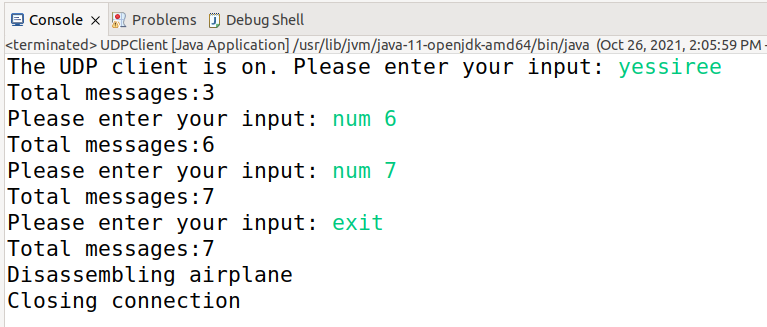 Console Problems Debug Shell
<terminated> UDPClient [Java Application] /usr/lib/jvm/java-11-openjdk-amd64/bin/java (Oct 26, 2021, 2:05:59 PM –
The UDP client is on. Please enter your input: yessiree
Total messages:3
Please enter your input: num 6
Total messages:6
Please enter your input: num 7
Total messages:7
Please enter your input: exit
Total messages:7
Disassembling airplane
Closing connection